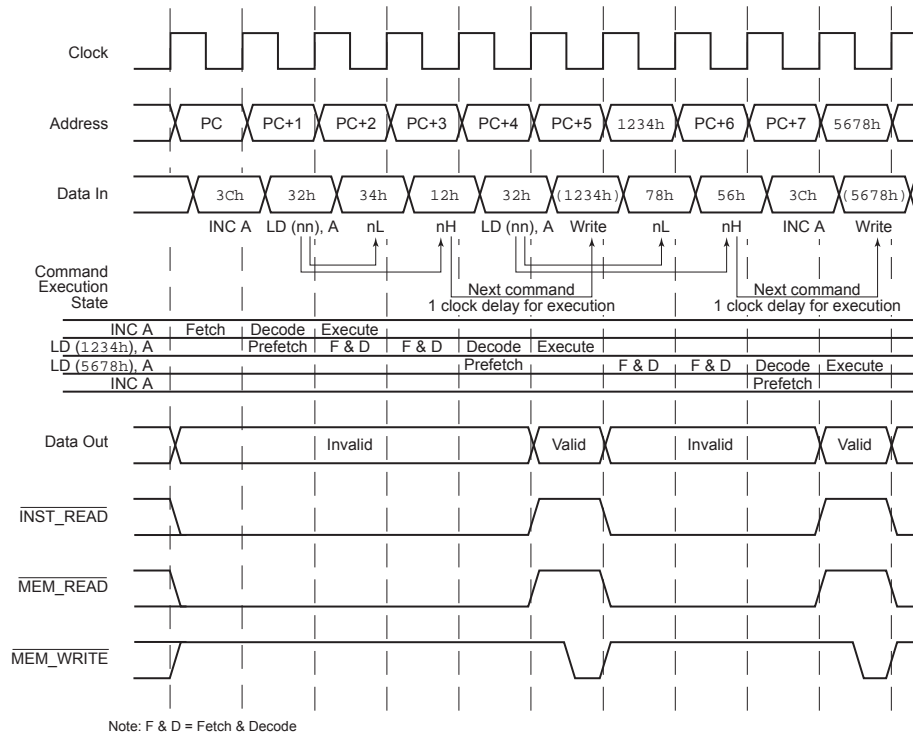 Clock
Address PC PC+1 PC+2 PC+3 PC+4 PC+5 1234h PC+6 PC+7 5678h
Data In 3Ch 32h 34h 12h 32h (1234h) 78h 56h 3Ch (5678h)
INC A LD (nn), A nL nH LD (nn), A Write nL nH INC A Write
Command
Execution
State
Next command
1 clock delay for execution
Next command
1 clock delay for execution
INC A Fetch Decode Execute
LD (1234h), A Prefetch F & D F & D Decode Execute
LD (5678h), A Prefetch F & D F & D Decode Execute
INC A Prefetch
Data Out Invalid Valid Invalid Valid
INST_READ
MEM_READ
MEM_WRITE
Note: F & D = Fetch & Decode